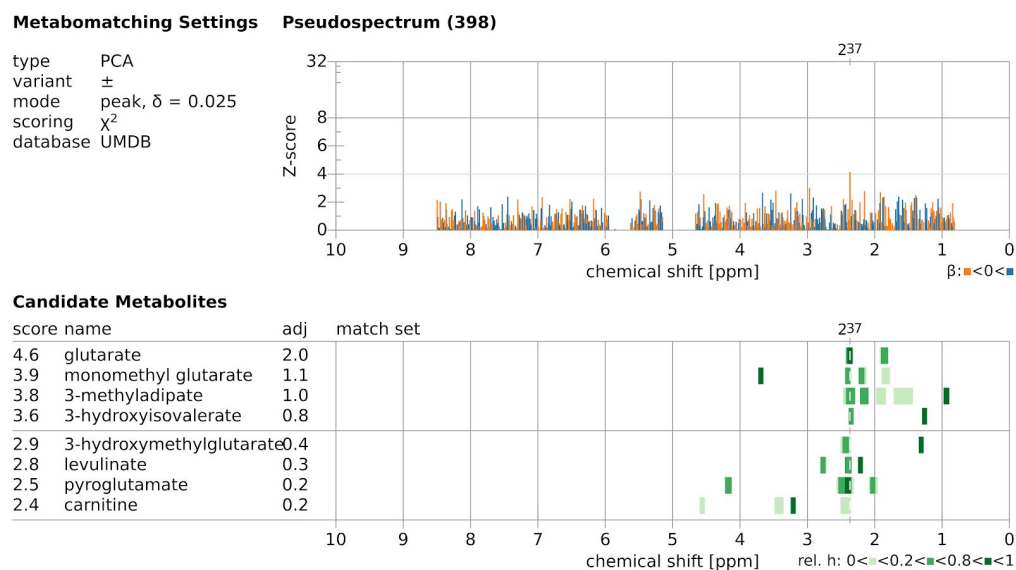 Metabomatching Settings Pseudospectrum (398)
2³⁷
type PCA
variant ±
mode peak, δ = 0.025
scoring χ²
database UMDB
Z-score
32
8
6
4
2
0
10 9 8 7 6 5 4 3 2 1 0
chemical shift [ppm]
β: <0<
Candidate Metabolites
score name adj match set 2³⁷
4.6 glutarate 2.0
3.9 monomethyl glutarate 1.1
3.8 3-methyladipate 1.0
3.6 3-hydroxyisovalerate 0.8
2.9 3-hydroxymethylglutarate 0.4
2.8 levulinate 0.3
2.5 pyroglutamate 0.2
2.4 carnitine 0.2
10 9 8 7 6 5 4 3 2 1 0
chemical shift [ppm] rel. h: 0< <0.2< <0.8< <1